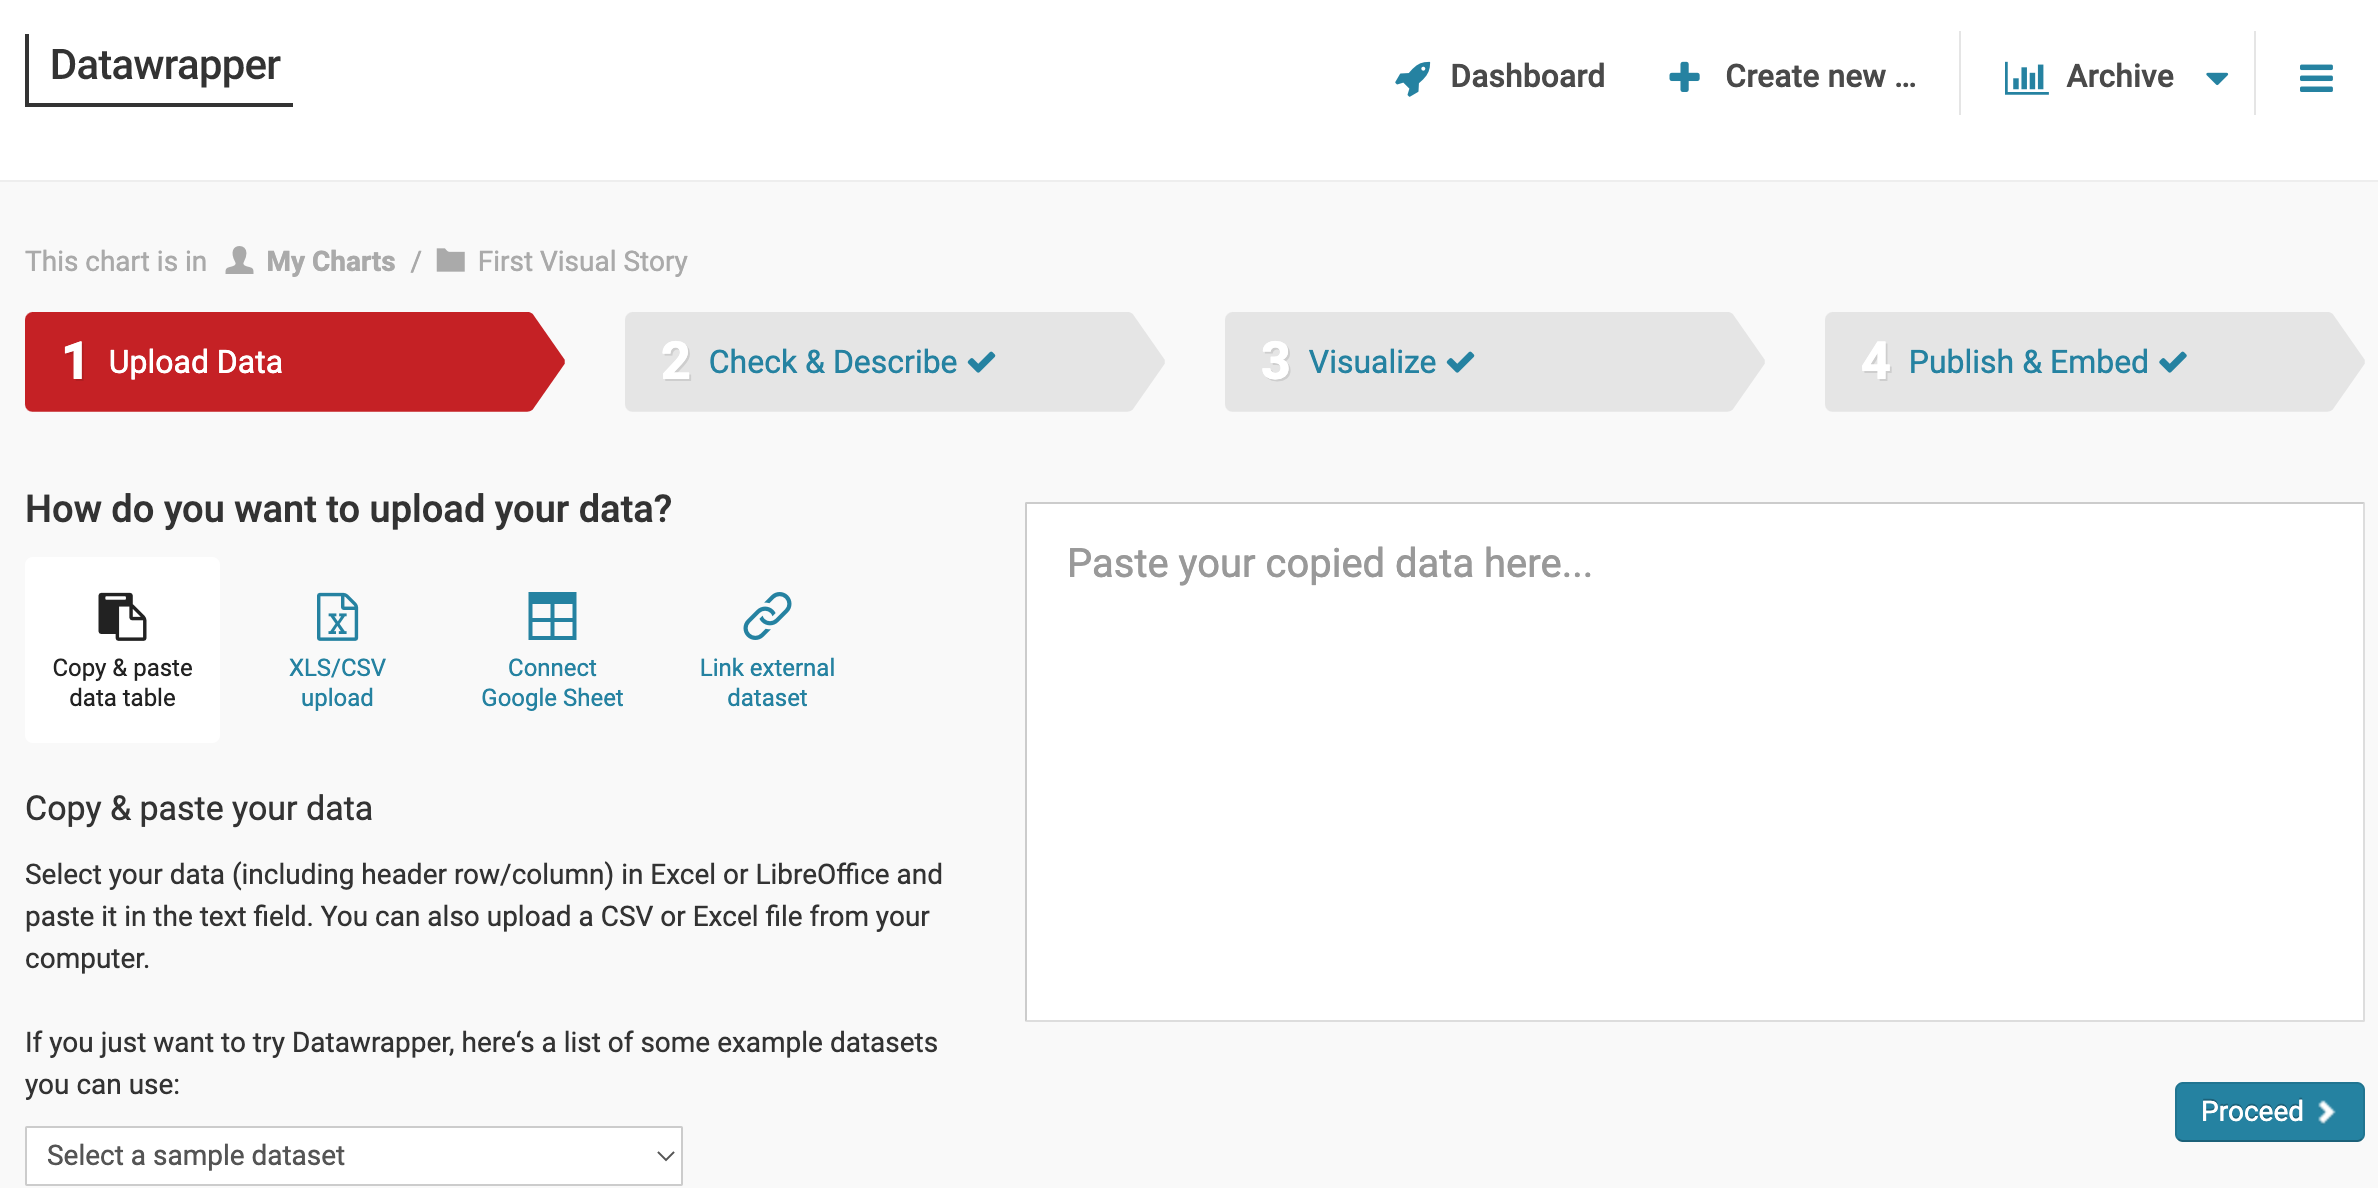 Datawrapper
Dashboard
Create new ...
Archive
This chart is in My Charts / First Visual Story
1 Upload Data
2 Check & Describe
3 Visualize
4 Publish & Embed
How do you want to upload your data?
Copy & paste
data table
XLS/CSV
upload
Connect
Google Sheet
Link external
dataset
Paste your copied data here...
Copy & paste your data
Select your data (including header row/column) in Excel or LibreOffice and
paste it in the text field. You can also upload a CSV or Excel file from your
computer.
If you just want to try Datawrapper, here‘s a list of some example datasets
you can use:
Select a sample dataset
Proceed